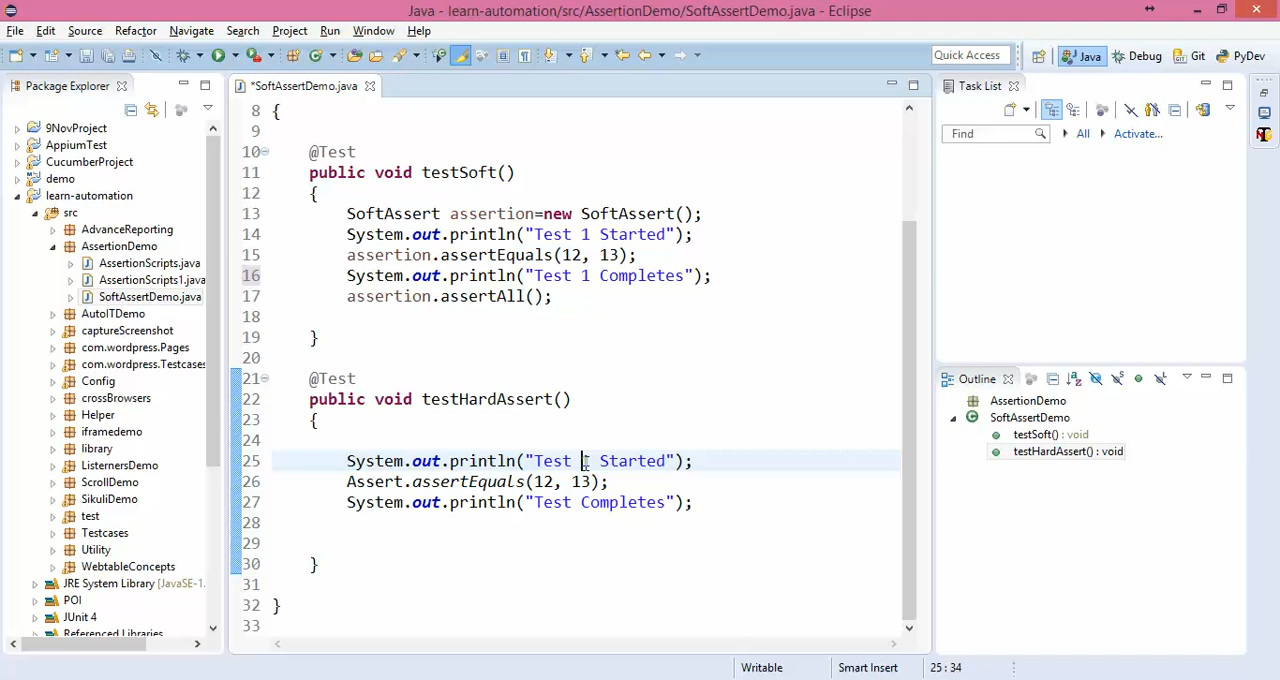 Java - learn-automation/src/AssertionDemo/SoftAssertDemo.java - Eclipse
File Edit Source Refactor Navigate Search Project Run Window Help
Quick Access
Java
Debug
Git
PyDev
Package Explorer
*SoftAssertDemo.java
Task List
Find
All
Activate...
9NovProject
AppiumTest
CucumberProject
demo
learn-automation
src
AdvanceReporting
AssertionDemo
AssertionScripts.java
AssertionScripts1.java
SoftAssertDemo.java
AutoITDemo
captureScreenshot
com.wordpress.Pages
com.wordpress.Testcases
Config
crossBrowsers
Helper
iframedemo
library
ListernersDemo
ScrollDemo
SikuliDemo
test
Testcases
Utility
WebtableConcepts
JRE System Library [JavaSE-1.
POI
JUnit 4
Referenced Libraries
8 {
9
10 @Test
11 public void testSoft()
12 {
13 SoftAssert assertion=new SoftAssert();
14 System.out.println("Test 1 Started");
15 assertion.assertEquals(12, 13);
16 System.out.println("Test 1 Completes");
17 assertion.assertAll();
18
19 }
20
21 @Test
22 public void testHardAssert()
23 {
24
25 System.out.println("Test Started");
26 Assert.assertEquals(12, 13);
27 System.out.println("Test Completes");
28
29
30 }
31
32 }
33
Outline
AssertionDemo
SoftAssertDemo
testSoft() : void
testHardAssert() : void
Writable
Smart Insert
25 : 34